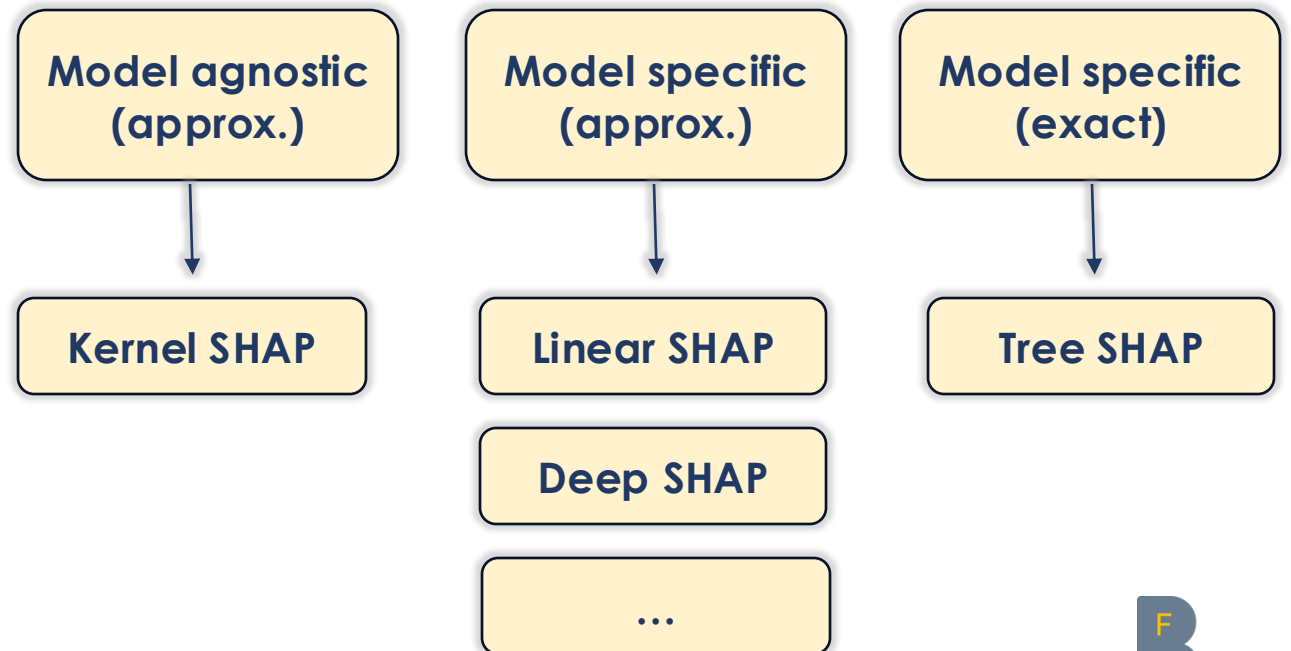 Model agnostic
(approx.)
Model specific
(approx.)
Model specific
(exact)
Kernel SHAP
Linear SHAP
Tree SHAP
Deep SHAP
...
F